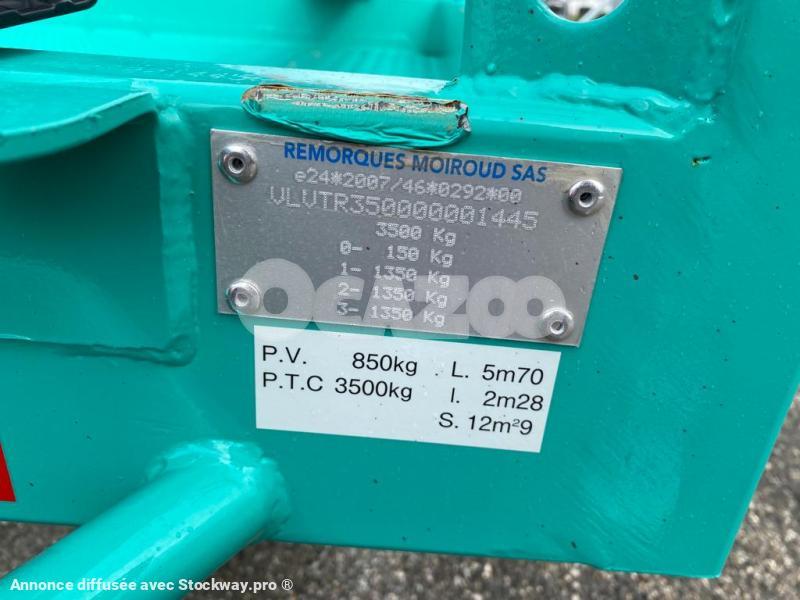 REMORQUES MOIROUD SAS
e24*2007/46*0292*00
VLVTR350000001445
3500 Kg
0- 150 Kg
1- 1350 Kg
2- 1350 Kg
3- 1350 Kg
OCAZOO
P.V. 850kg . L. 5m70
P.T.C 3500kg l. 2m28
S. 12m²9
Annonce diffusée avec Stockway.pro ®